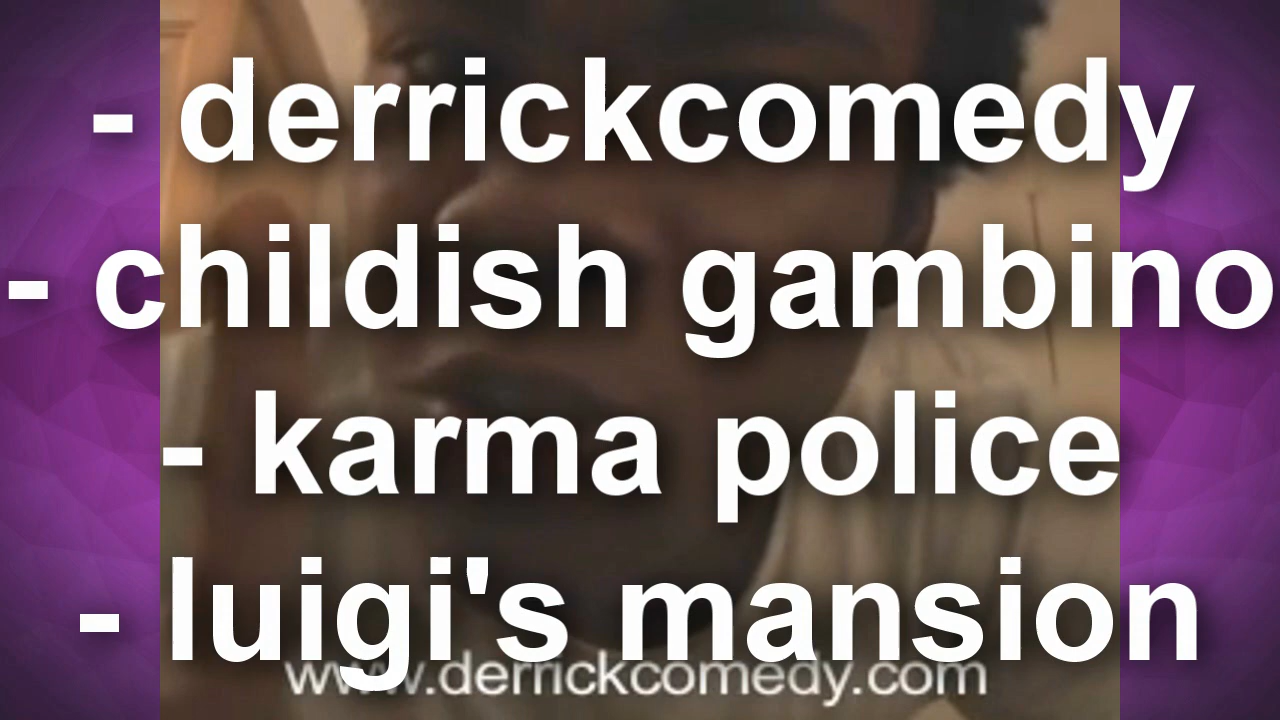 - derrickcomedy
- childish gambino
- karma police
- luigi's mansion
www.derrickcomedy.com